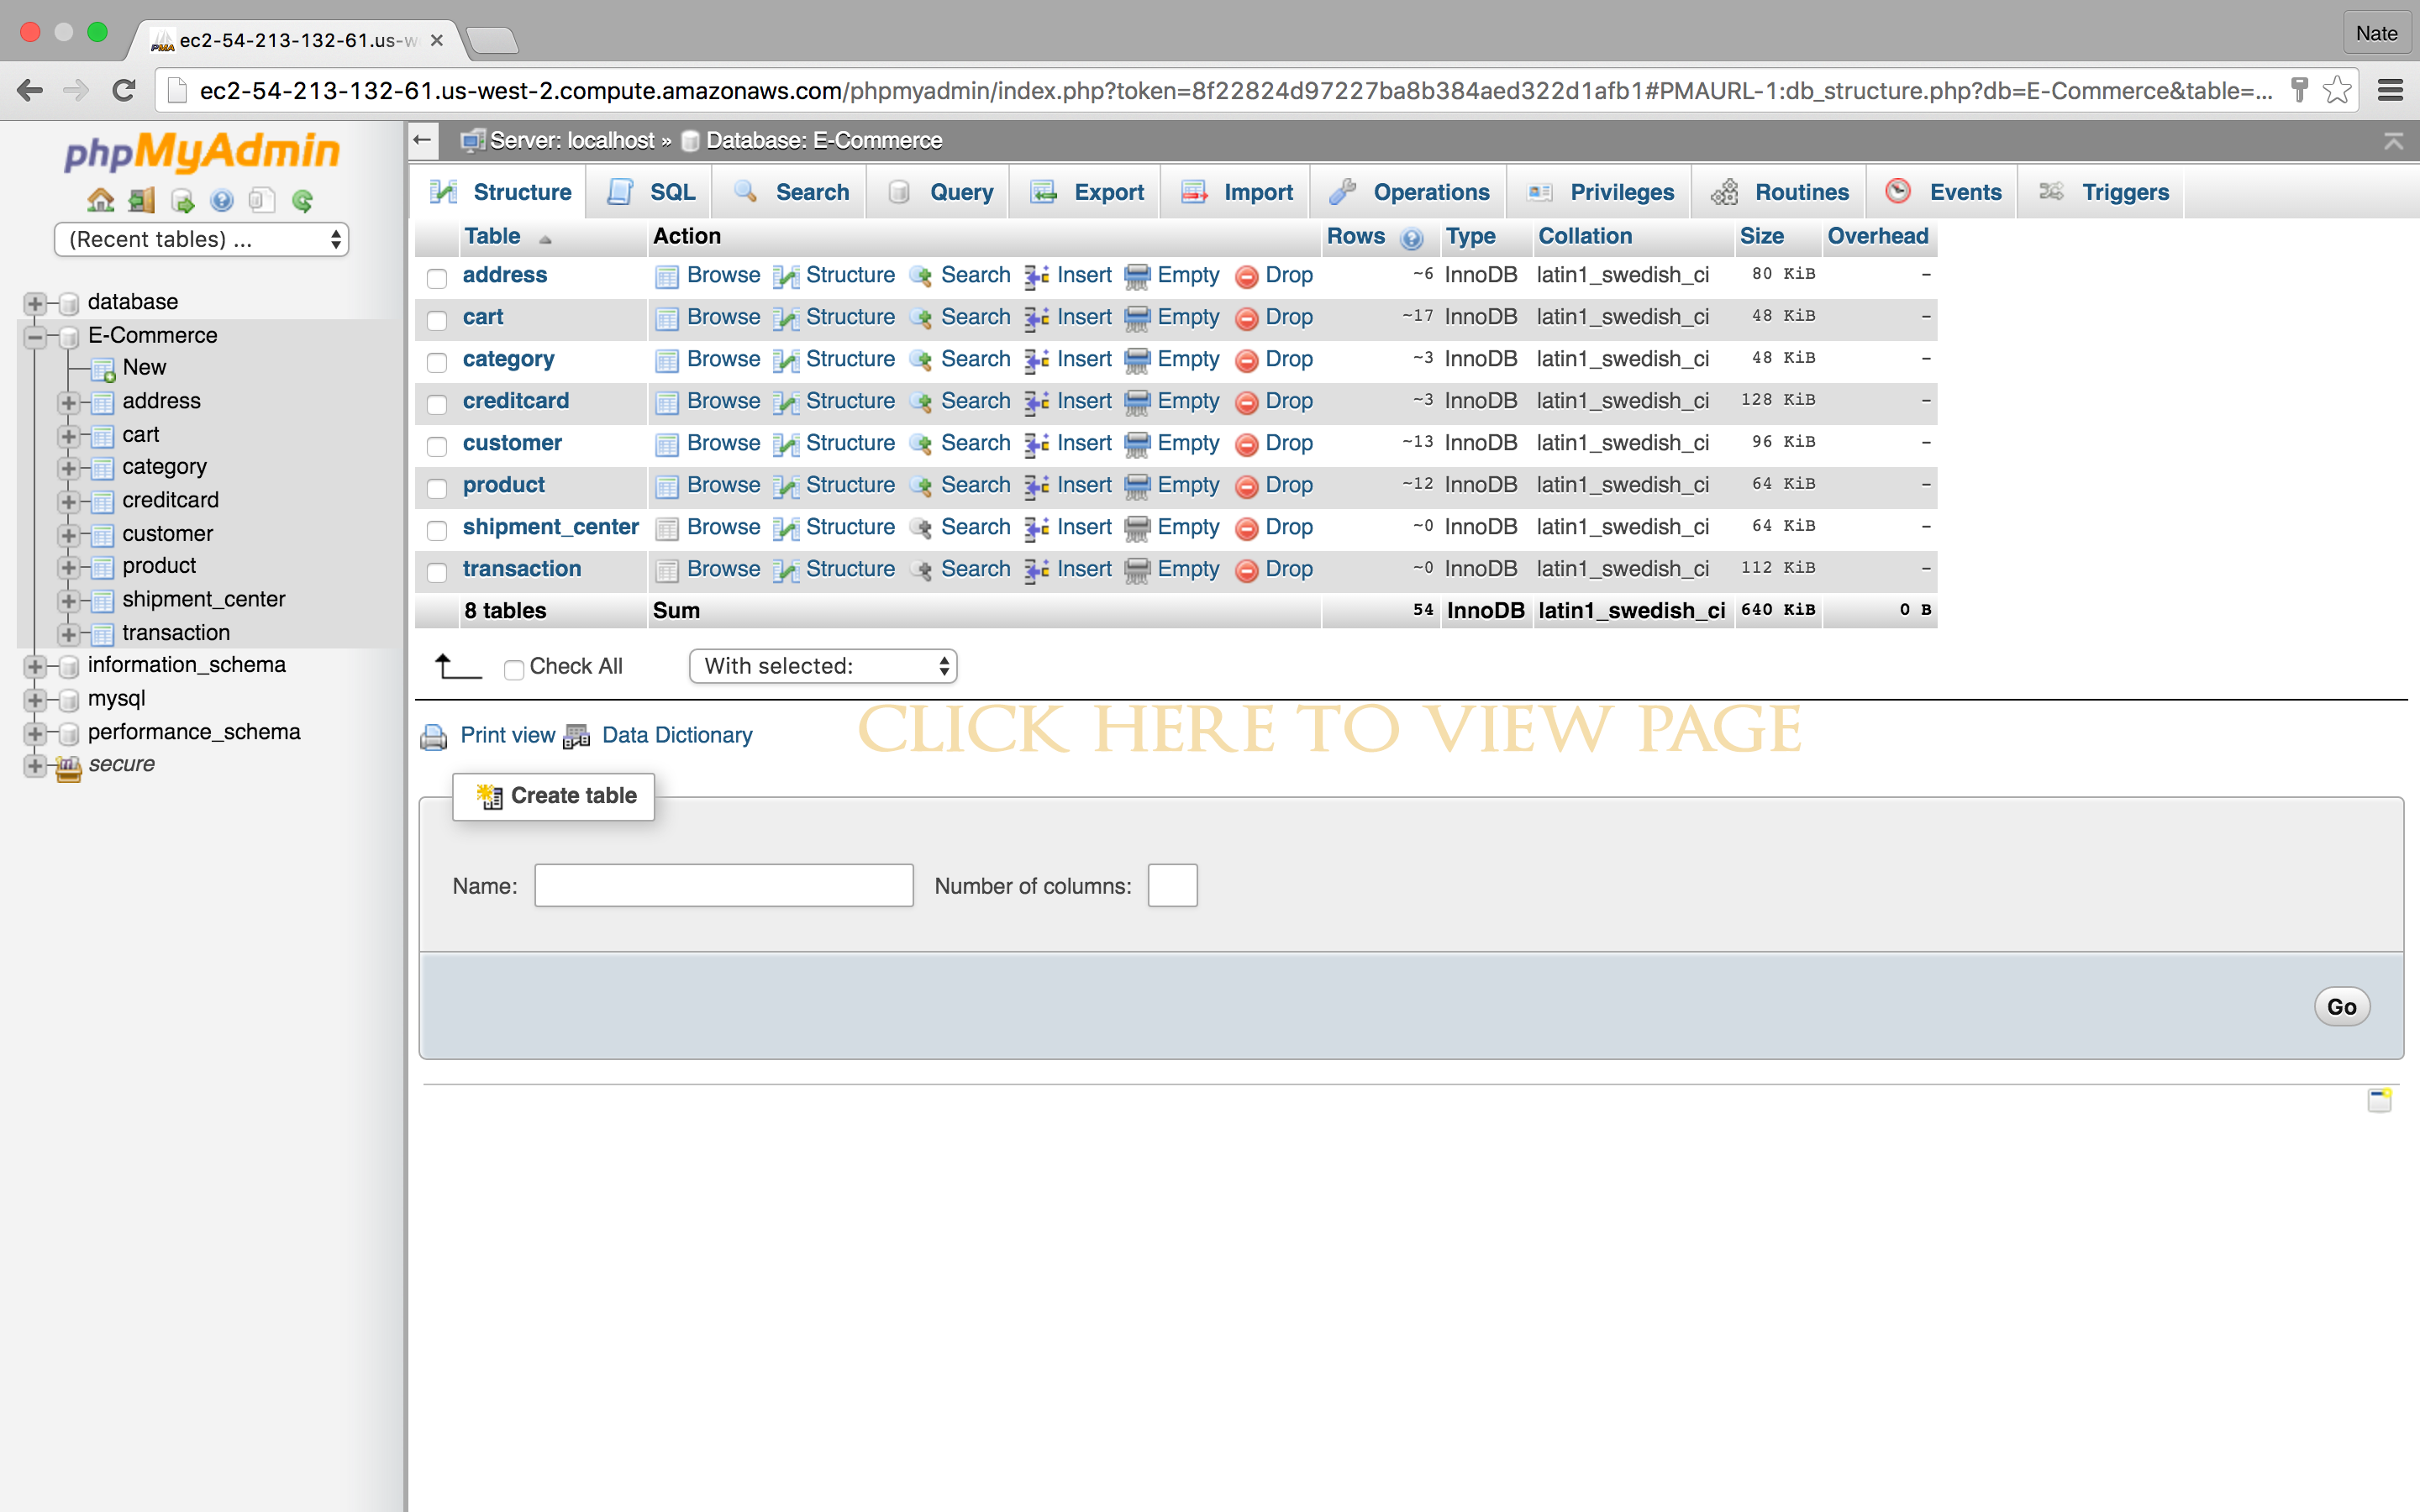 ec2-54-213-132-61.us-w
Nate
ec2-54-213-132-61.us-west-2.compute.amazonaws.com/phpmyadmin/index.php?token=8f22824d97227ba8b384aed322d1afb1#PMAURL-1:db_structure.php?db=E-Commerce&table=...
phpMyAdmin
(Recent tables) ...
database
E-Commerce
New
address
cart
category
creditcard
customer
product
shipment_center
transaction
information_schema
mysql
performance_schema
secure
Server: localhost » Database: E-Commerce
Structure SQL Search Query Export Import Operations Privileges Routines Events Triggers
Table Action Rows Type Collation Size Overhead
address Browse Structure Search Insert Empty Drop ~6 InnoDB latin1_swedish_ci 80 KiB –
cart Browse Structure Search Insert Empty Drop ~17 InnoDB latin1_swedish_ci 48 KiB –
category Browse Structure Search Insert Empty Drop ~3 InnoDB latin1_swedish_ci 48 KiB –
creditcard Browse Structure Search Insert Empty Drop ~3 InnoDB latin1_swedish_ci 128 KiB –
customer Browse Structure Search Insert Empty Drop ~13 InnoDB latin1_swedish_ci 96 KiB –
product Browse Structure Search Insert Empty Drop ~12 InnoDB latin1_swedish_ci 64 KiB –
shipment_center Browse Structure Search Insert Empty Drop ~0 InnoDB latin1_swedish_ci 64 KiB –
transaction Browse Structure Search Insert Empty Drop ~0 InnoDB latin1_swedish_ci 112 KiB –
8 tables Sum 54 InnoDB latin1_swedish_ci 640 KiB 0 B
Check All With selected:
Print view Data Dictionary
CLICK HERE TO VIEW PAGE
Create table
Name: Number of columns:
Go